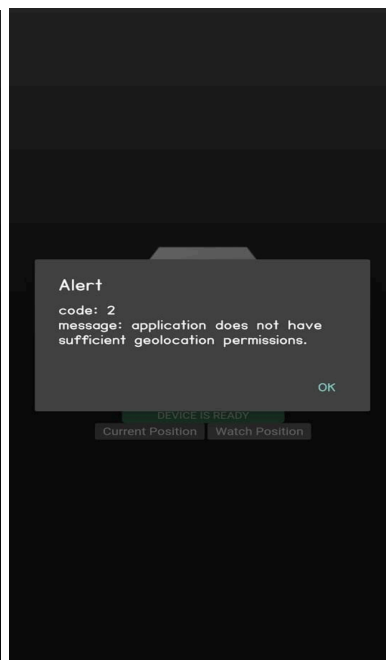 Alert
code: 2
message: application does not have
sufficient geolocation permissions.
OK
DEVICE IS READY
Current Position
Watch Position